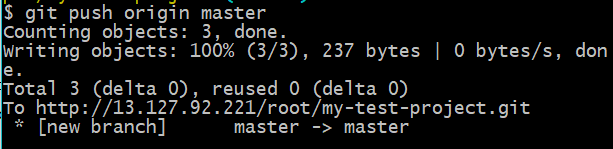 $ git push origin master
Counting objects: 3, done.
Writing objects: 100% (3/3), 237 bytes | 0 bytes/s, don
e.
Total 3 (delta 0), reused 0 (delta 0)
To http://13.127.92.221/root/my-test-project.git
 * [new branch]      master -> master